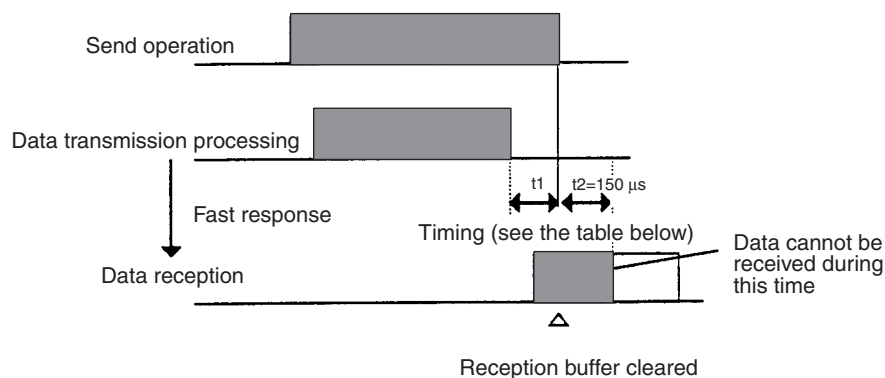 Send operation
Data transmission processing
t1
t2=150 μs
Fast response
Timing (see the table below)
Data cannot be
received during
this time
Data reception
Reception buffer cleared